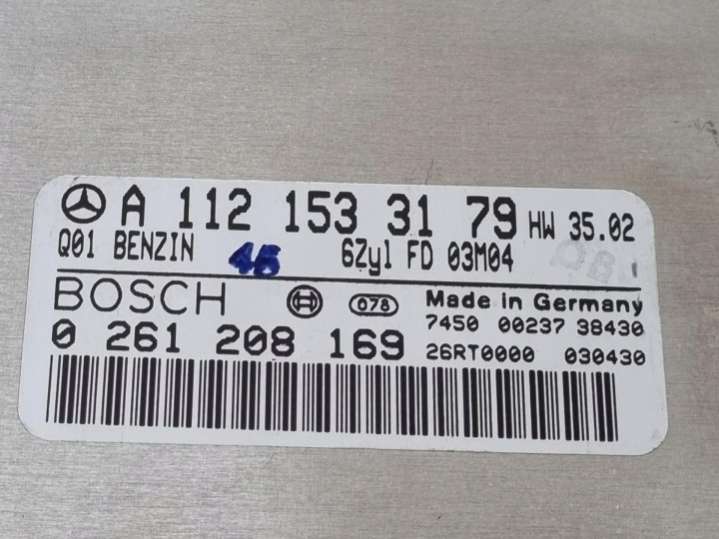 A 112 153 31 79 HW 35.02
Q01 BENZIN 6Zyl FD 03M04
BOSCH 078 Made in Germany
7450 00237 38430
0 261 208 169 26RT0000 030430